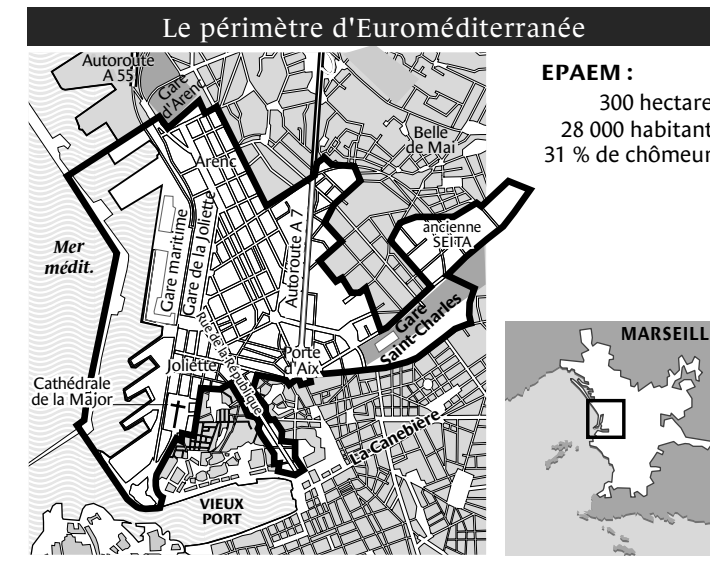 Le périmètre d'Euroméditerranée
Autoroute
A 55
Gare
d'Arenc
Arenc
Belle
de Mai
ancienne
SEITA
Mer
médit.
Gare maritime
Gare de la Joliette
Autoroute A 7
Gare
Saint-Charles
Rue de la République
Porte
d'Aix
Joliette
Cathédrale
de la Major
La Canebière
VIEUX
PORT
EPAEM :
300 hectare
28 000 habitant
31 % de chômeur
MARSEILL